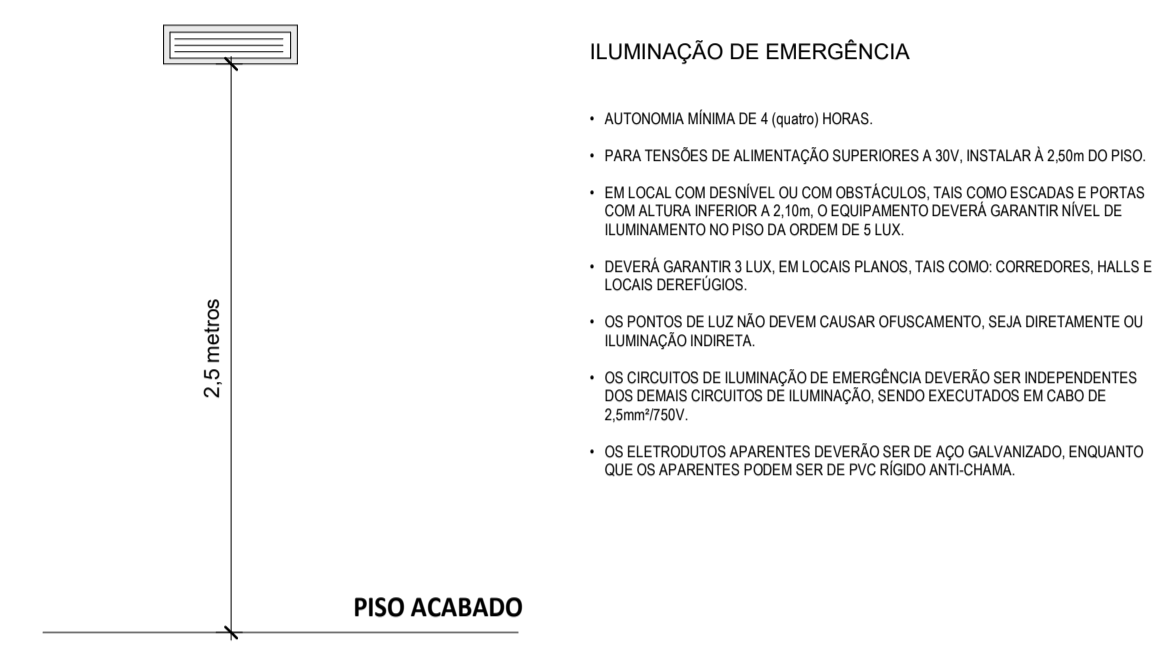 ILUMINAÇÃO DE EMERGÊNCIA
• AUTONOMIA MÍNIMA DE 4 (quatro) HORAS.
• PARA TENSÕES DE ALIMENTAÇÃO SUPERIORES A 30V, INSTALAR À 2,50m DO PISO.
• EM LOCAL COM DESNÍVEL OU COM OBSTÁCULOS, TAIS COMO ESCADAS E PORTAS
COM ALTURA INFERIOR A 2,10m, O EQUIPAMENTO DEVERÁ GARANTIR NÍVEL DE
ILUMINAMENTO NO PISO DA ORDEM DE 5 LUX.
• DEVERÁ GARANTIR 3 LUX, EM LOCAIS PLANOS, TAIS COMO: CORREDORES, HALLS E
LOCAIS DEREFÚGIOS.
• OS PONTOS DE LUZ NÃO DEVEM CAUSAR OFUSCAMENTO, SEJA DIRETAMENTE OU
ILUMINAÇÃO INDIRETA.
• OS CIRCUITOS DE ILUMINAÇÃO DE EMERGÊNCIA DEVERÃO SER INDEPENDENTES
DOS DEMAIS CIRCUITOS DE ILUMINAÇÃO, SENDO EXECUTADOS EM CABO DE
2,5mm²/750V.
• OS ELETRODUTOS APARENTES DEVERÃO SER DE AÇO GALVANIZADO, ENQUANTO
QUE OS APARENTES PODEM SER DE PVC RÍGIDO ANTI-CHAMA.
2,5 metros
PISO ACABADO